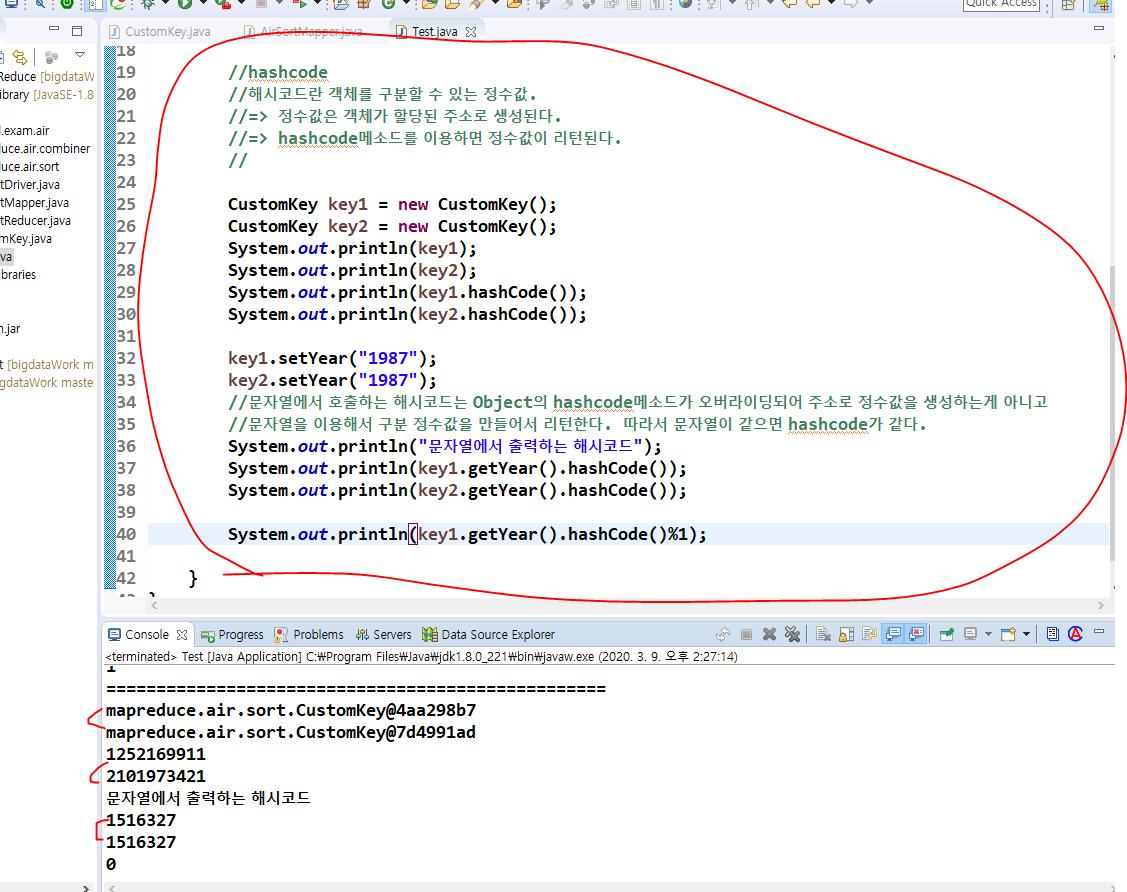 Quick Access
CustomKey.java
AirSortMapper.java
Test.java
Reduce [bigdataW
ibrary [JavaSE-1.8
l.exam.air
uce.air.combiner
uce.air.sort
tDriver.java
tMapper.java
tReducer.java
mKey.java
va
braries
n.jar
t [bigdataWork m
gdataWork maste
18
19 //hashcode
20 //해시코드란 객체를 구분할 수 있는 정수값.
21 //=> 정수값은 객체가 할당된 주소로 생성된다.
22 //=> hashcode메소드를 이용하면 정수값이 리턴된다.
23 //
24
25 CustomKey key1 = new CustomKey();
26 CustomKey key2 = new CustomKey();
27 System.out.println(key1);
28 System.out.println(key2);
29 System.out.println(key1.hashCode());
30 System.out.println(key2.hashCode());
31
32 key1.setYear("1987");
33 key2.setYear("1987");
34 //문자열에서 호출하는 해시코드는 Object의 hashcode메소드가 오버라이딩되어 주소로 정수값을 생성하는게 아니고
35 //문자열을 이용해서 구분 정수값을 만들어서 리턴한다. 따라서 문자열이 같으면 hashcode가 같다.
36 System.out.println("문자열에서 출력하는 해시코드");
37 System.out.println(key1.getYear().hashCode());
38 System.out.println(key2.getYear().hashCode());
39
40 System.out.println(key1.getYear().hashCode()%1);
41
42 }
Console
Progress
Problems
Servers
Data Source Explorer
<terminated> Test [Java Application] C:₩Program Files₩Java₩jdk1.8.0_221₩bin₩javaw.exe (2020. 3. 9. 오후 2:27:14)
==================================================
mapreduce.air.sort.CustomKey@4aa298b7
mapreduce.air.sort.CustomKey@7d4991ad
1252169911
2101973421
문자열에서 출력하는 해시코드
1516327
1516327
0